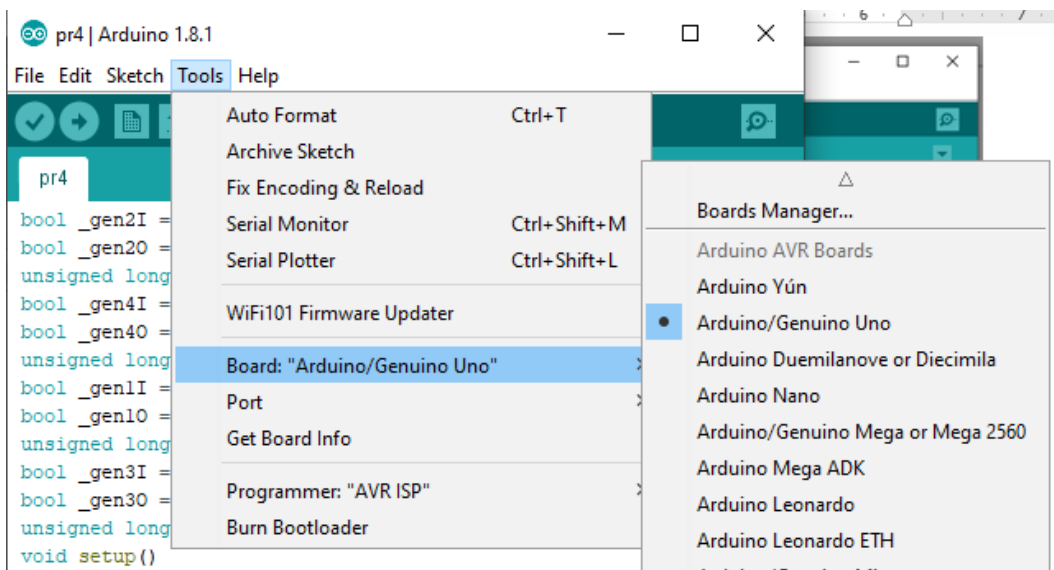 pr4 | Arduino 1.8.1
File Edit Sketch Tools Help
pr4
bool _gen2I =
bool _gen2O =
unsigned long
bool _gen4I =
bool _gen4O =
unsigned long
bool _gen1I =
bool _gen1O =
unsigned long
bool _gen3I =
bool _gen3O =
unsigned long
void setup()
Auto Format Ctrl+T
Archive Sketch
Fix Encoding & Reload
Serial Monitor Ctrl+Shift+M
Serial Plotter Ctrl+Shift+L
WiFi101 Firmware Updater
Board: "Arduino/Genuino Uno"
Port
Get Board Info
Programmer: "AVR ISP"
Burn Bootloader
6 7
Boards Manager...
Arduino AVR Boards
Arduino Yún
Arduino/Genuino Uno
Arduino Duemilanove or Diecimila
Arduino Nano
Arduino/Genuino Mega or Mega 2560
Arduino Mega ADK
Arduino Leonardo
Arduino Leonardo ETH